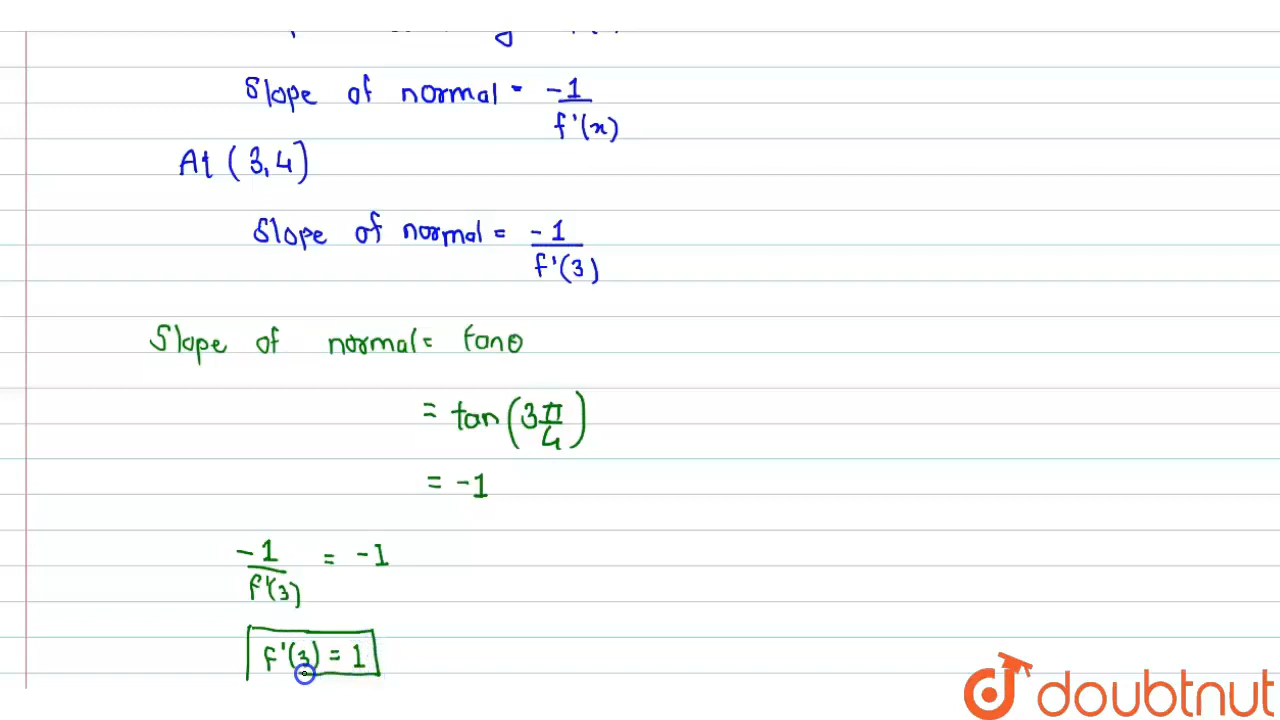 Slope of normal = -1/f'(x)
At (3,4)
Slope of normal = -1/f'(3)
Slope of normal = tanθ
= tan(3π/4)
= -1
-1/f'(3) = -1
f'(3) = 1
doubtnut